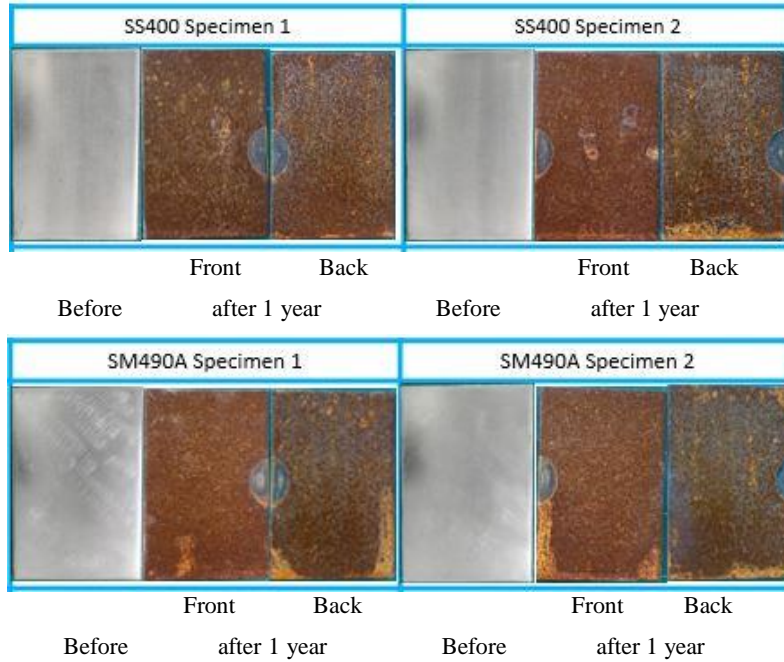 SS400 Specimen 1 SS400 Specimen 2
Front Back Front Back
Before after 1 year Before after 1 year
SM490A Specimen 1 SM490A Specimen 2
Front Back Front Back
Before after 1 year Before after 1 year